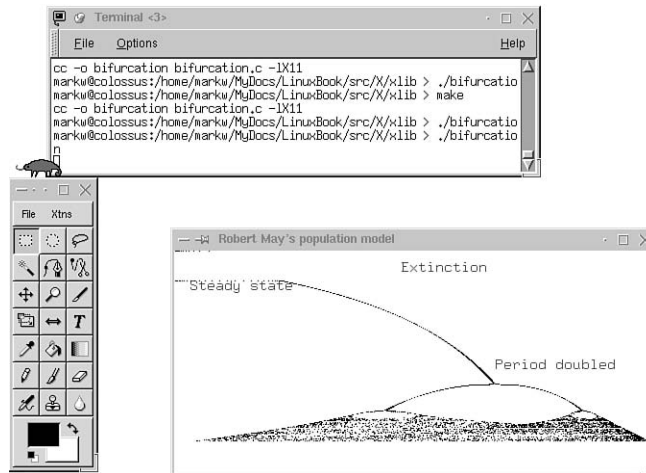 Terminal <3>
File Options Help
cc -o bifurcation bifurcation.c -lX11
markw@colossus:/home/markw/MyDocs/LinuxBook/src/X/xlib > ./bifurcatio
markw@colossus:/home/markw/MyDocs/LinuxBook/src/X/xlib > make
cc -o bifurcation bifurcation.c -lX11
markw@colossus:/home/markw/MyDocs/LinuxBook/src/X/xlib > ./bifurcatio
markw@colossus:/home/markw/MyDocs/LinuxBook/src/X/xlib > ./bifurcatio
n
File Xtns
T
Robert May's population model
Extinction
Steady state
Period doubled